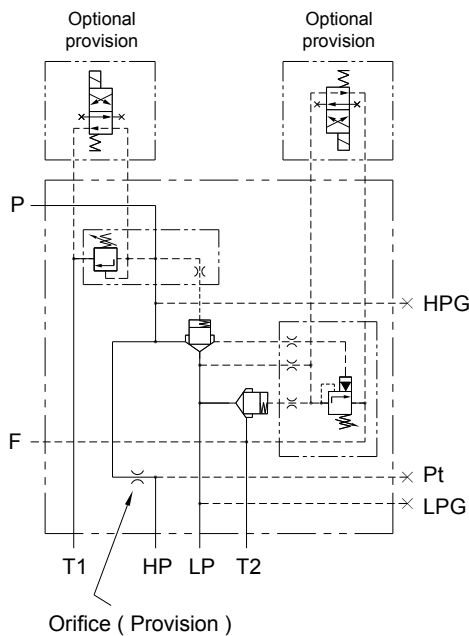 Optional
provision
Optional
provision
P
HPG
F
Pt
LPG
T1 HP LP T2
Orifice ( Provision )